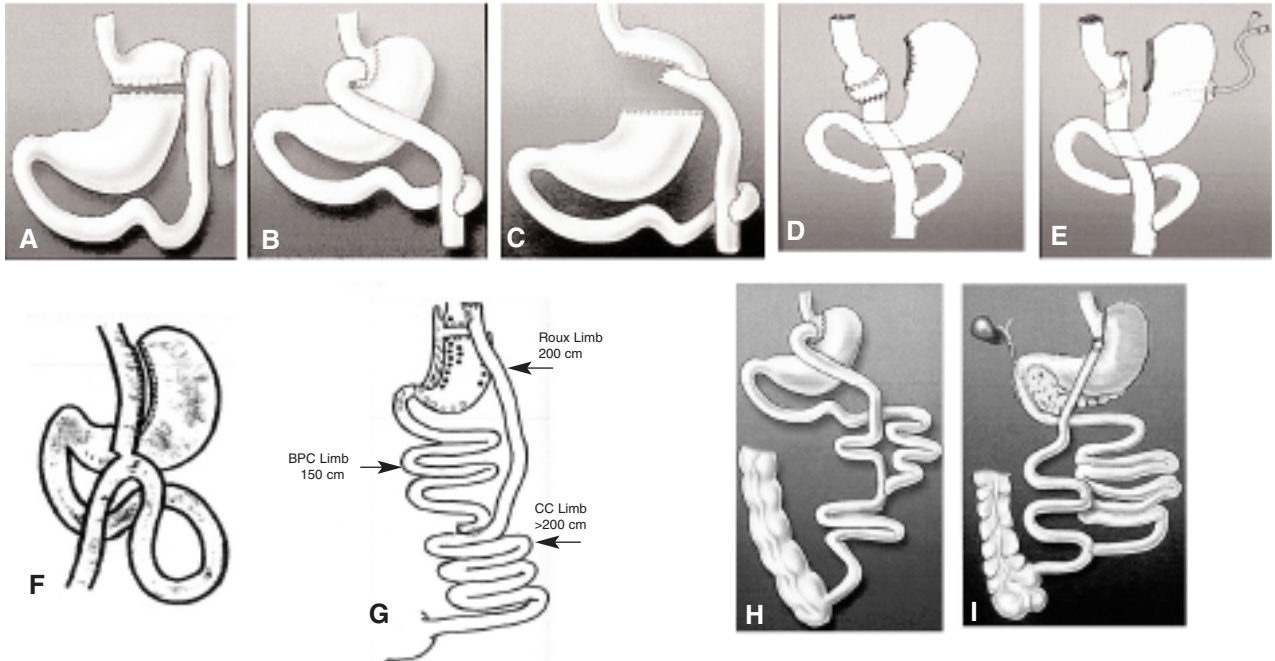 A
B
C
D
E
F
Roux Limb
200 cm
BPC Limb
150 cm
CC Limb
>200 cm
G
H
I